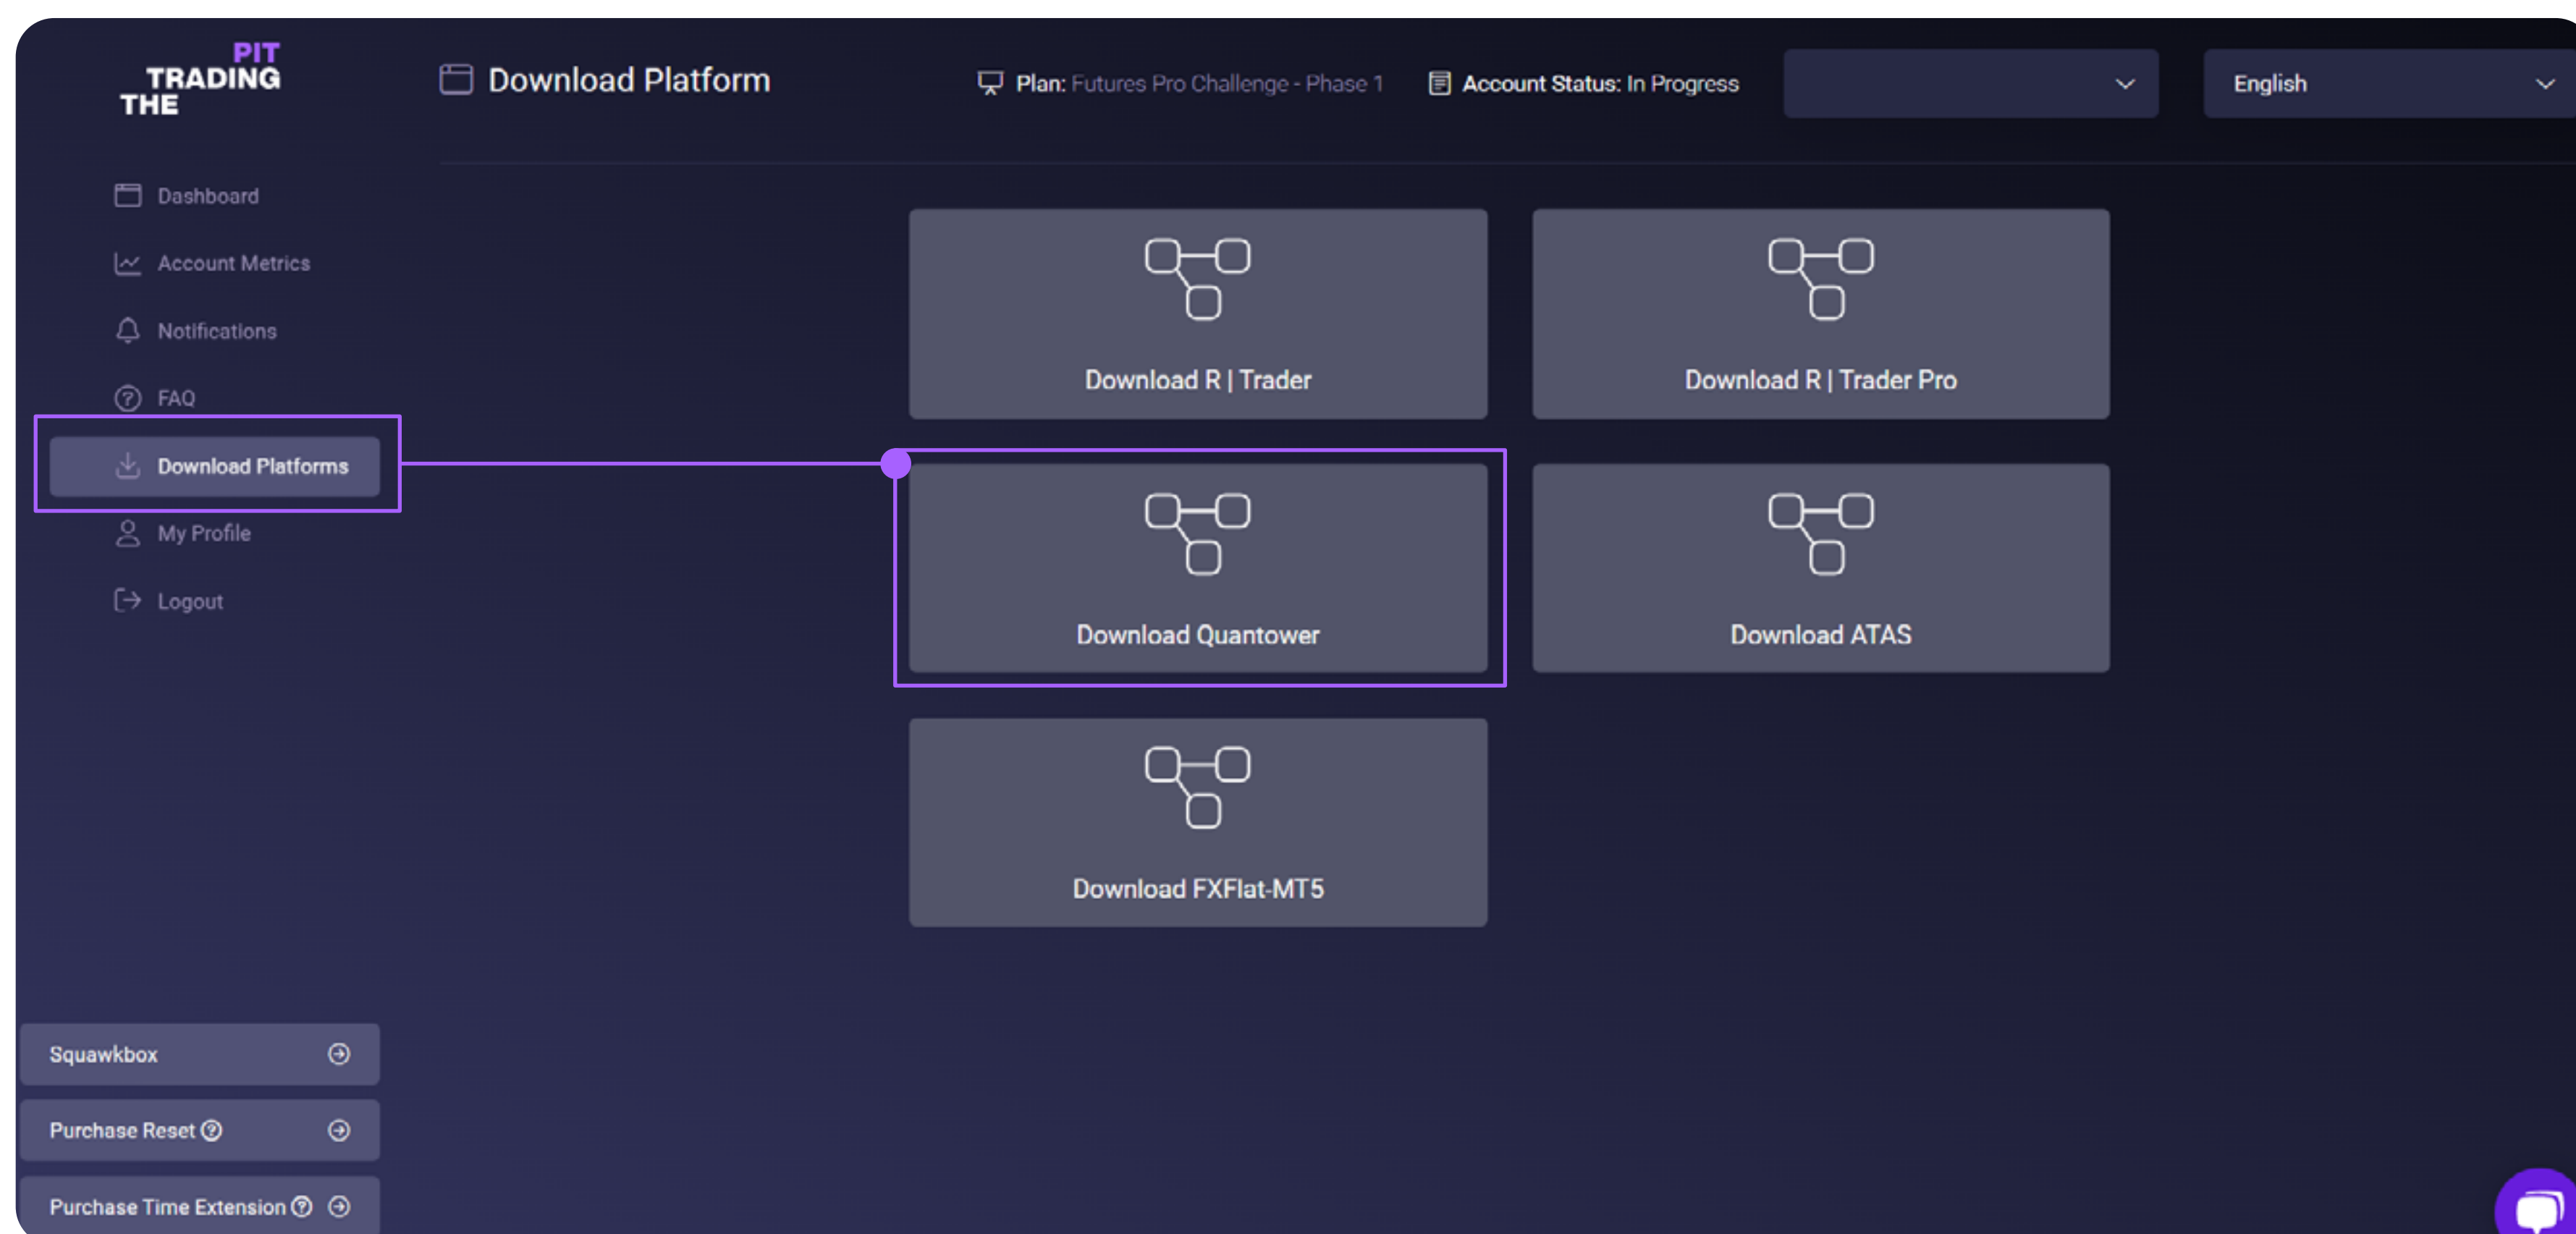 PIT
TRADING
THE
Download Platform
Plan: Futures Pro Challenge - Phase 1
Account Status: In Progress
English
Dashboard
Account Metrics
Notifications
FAQ
Download Platforms
My Profile
Logout
Download R | Trader
Download R | Trader Pro
Download Quantower
Download ATAS
Download FXFlat-MT5
Squawkbox
Purchase Reset ?
Purchase Time Extension ?